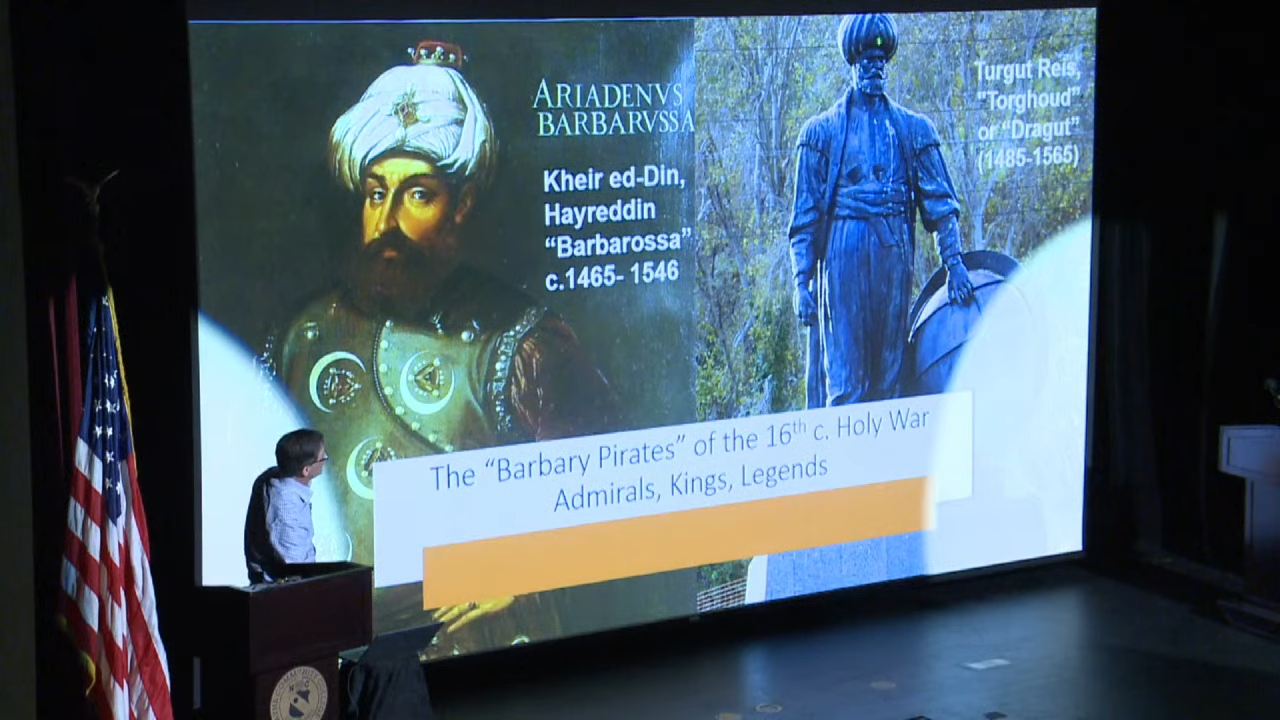 ARIADENVS
BARBARVSSA
Kheir ed-Din,
Hayreddin
“Barbarossa”
c.1465- 1546
Turgut Reis,
"Torghoud"
or “Dragut”
(1485-1565)
The “Barbary Pirates” of the 16th c. Holy War
Admirals, Kings, Legends